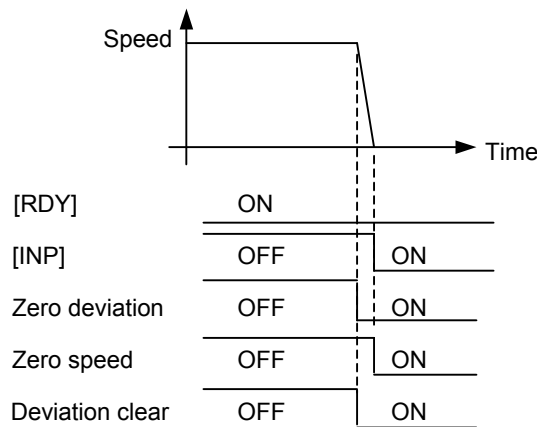 Speed
Time
[RDY] ON
[INP] OFF ON
Zero deviation OFF ON
Zero speed OFF ON
Deviation clear OFF ON